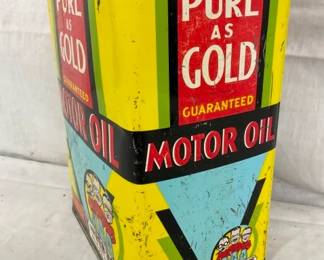 PURE
AS
GOLD
GUARANTEED
MOTOR OIL
PURE
AS
GOLD
GUARANTEED
MOTOR OIL